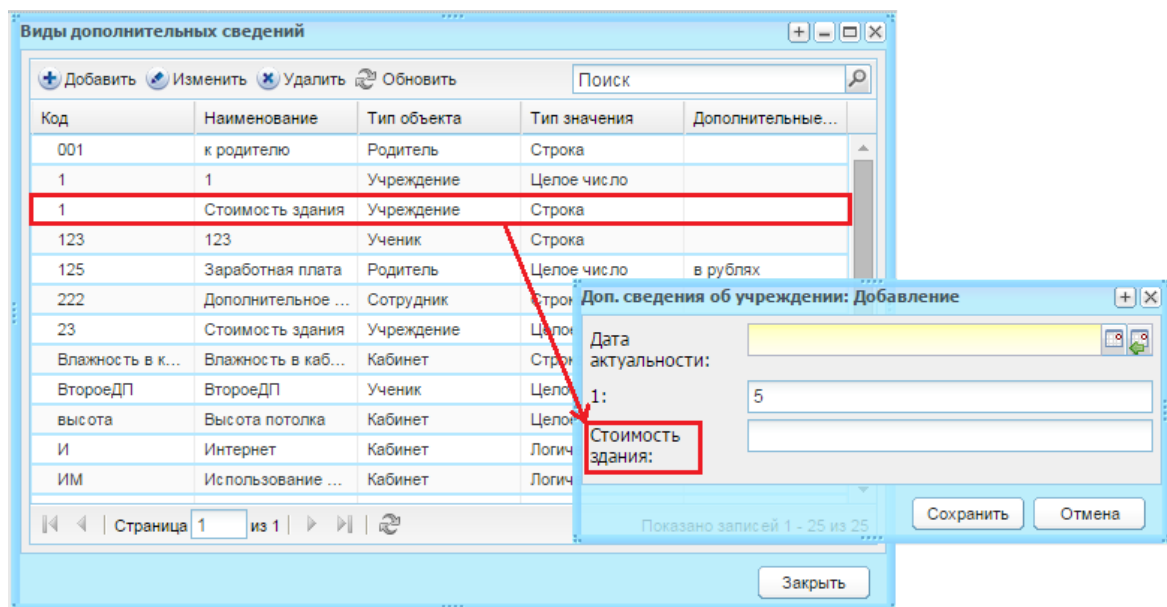 Виды дополнительных сведений
Добавить Изменить Удалить Обновить Поиск
Код Наименование Тип объекта Тип значения Дополнительные...
001 к родителю Родитель Строка
1 1 Учреждение Целое число
1 Стоимость здания Учреждение Строка
123 123 Ученик Строка
125 Заработная плата Родитель Целое число в рублях
222 Дополнительное ... Сотрудник
23 Стоимость здания Учреждение
Влажность в к... Влажность в каб... Кабинет
ВтороеДП ВтороеДП Ученик
высота Высота потолка Кабинет
И Интернет Кабинет
ИМ Использование ... Кабинет
Страница 1 из 1 Показано записей 1 - 25 из 25
Закрыть
Доп. сведения об учреждении: Добавление
Дата
актуальности:
1: 5
Стоимость
здания:
Сохранить Отмена